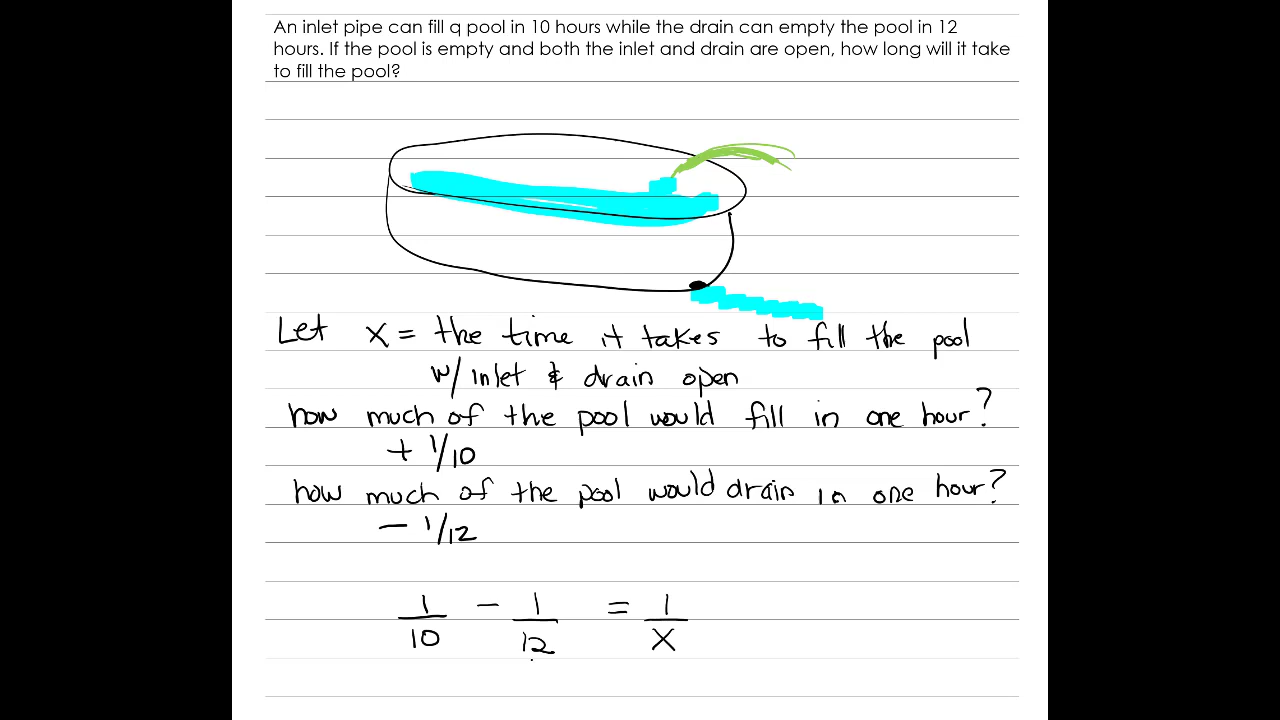 An inlet pipe can fill q pool in 10 hours while the drain can empty the pool in 12
hours. If the pool is empty and both the inlet and drain are open, how long will it take
to fill the pool?
Let x = the time it takes to fill the pool
w/ inlet & drain open
how much of the pool would fill in one hour?
+ 1/10
how much of the pool would drain in one hour?
- 1/12
1/10 - 1/12 = 1/X